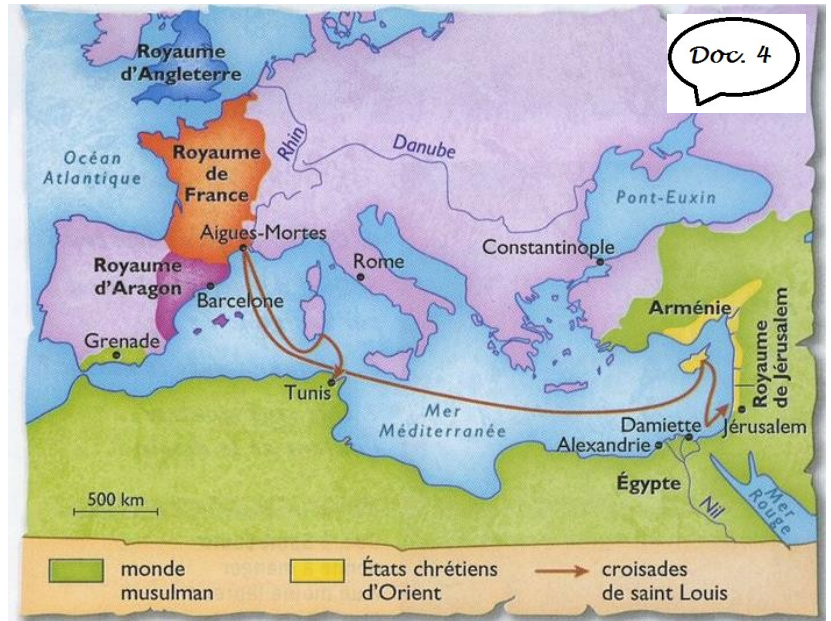 Doc. 4
Royaume
d'Angleterre
Océan
Atlantique
Royaume
de
France
Rhin
Danube
Pont-Euxin
Aigues-Mortes
Constantinople
Rome
Royaume
d'Aragon
Barcelone
Arménie
Royaume
de Jérusalem
Grenade
Tunis
Mer
Méditerranée
Damiette
Jérusalem
Alexandrie
Égypte
Nil
Mer
Rouge
500 km
monde
musulman
États chrétiens
d'Orient
croisades
de saint Louis